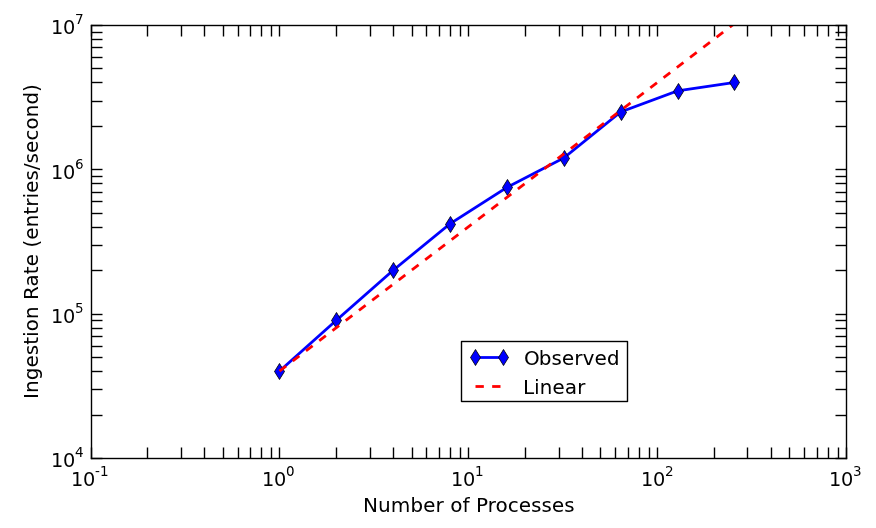 10^7
10^6
10^5
10^4
Ingestion Rate (entries/second)
Observed
Linear
10^-1 10^0 10^1 10^2 10^3
Number of Processes